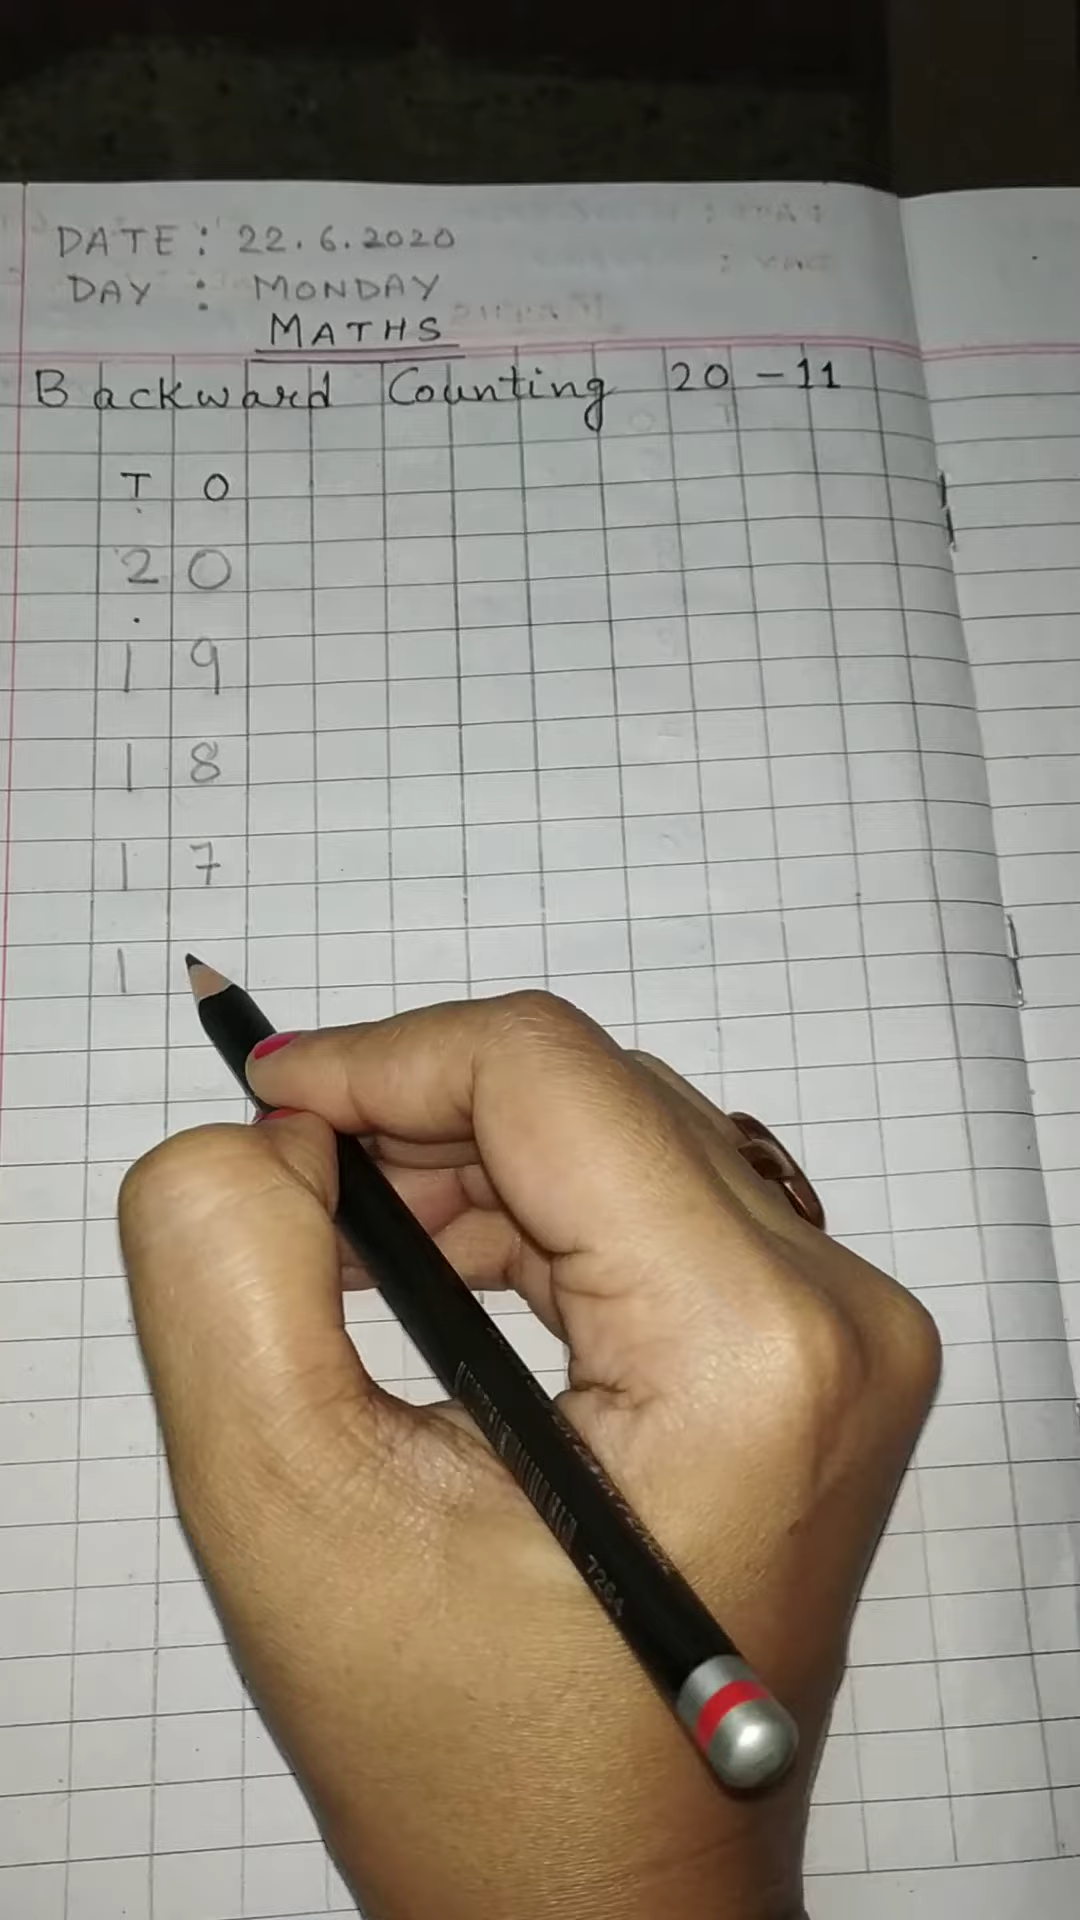 DATE : 22.6.2020
DAY : MONDAY
MATHS
Backward Counting 20 - 11
T O
2 0
1 9
1 8
1 7
1
7264